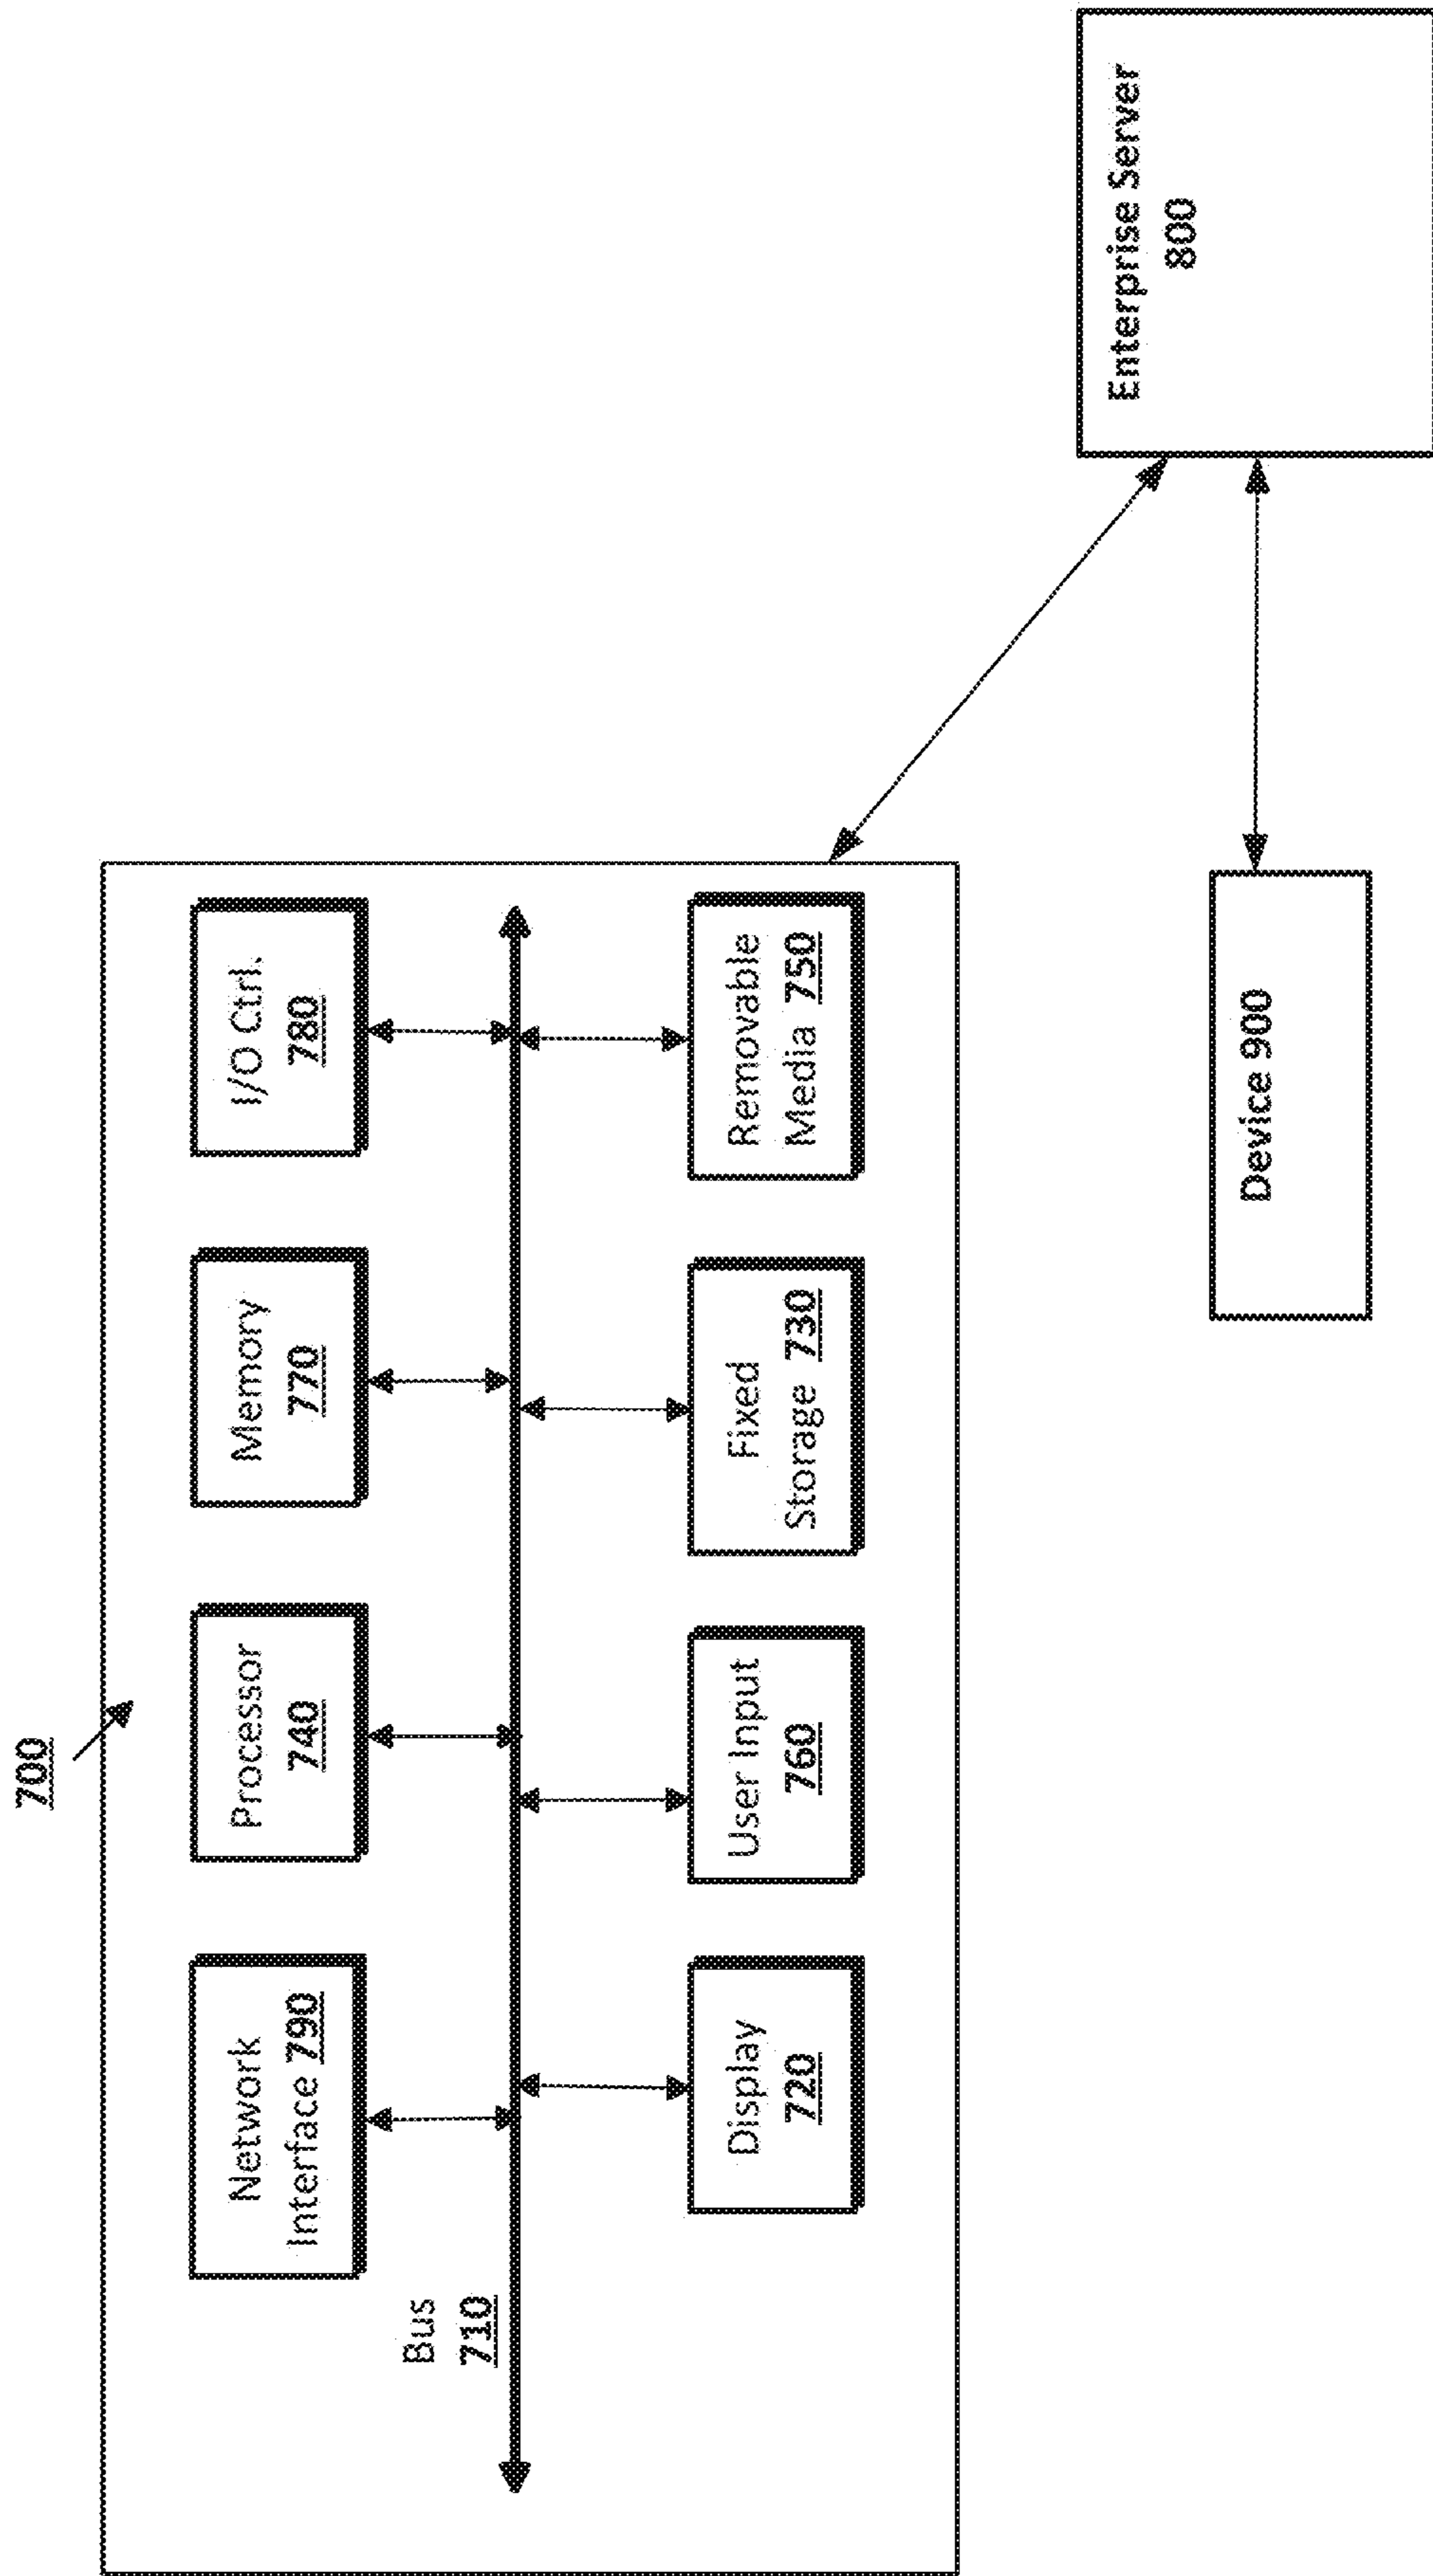 700
Network
Interface 790
Processor
740
Memory
770
I/O Ctrl.
780
Bus
710
Display
720
User Input
760
Fixed
Storage 730
Removable
Media 750
Enterprise Server
800
Device 900